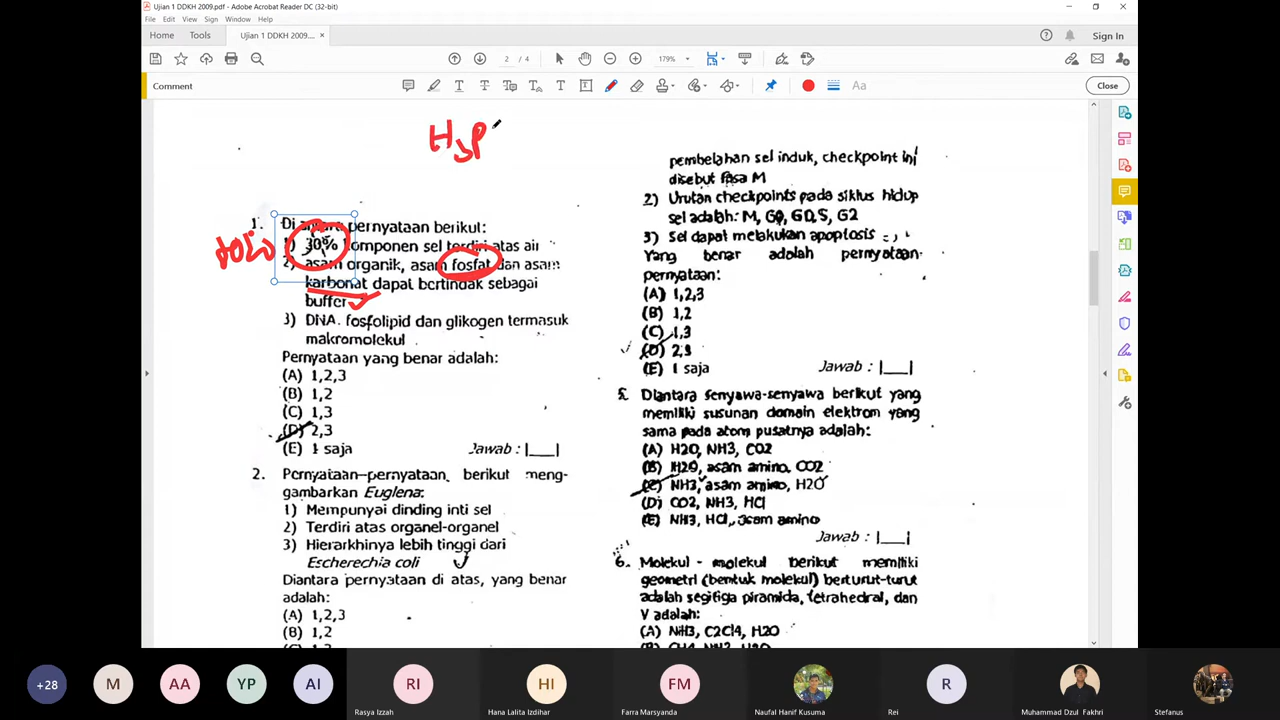 Ujian 1 DDKH 2009.pdf - Adobe Acrobat Reader DC (32-bit)
File Edit View Sign Window Help
Home Tools Ujian 1 DDKH 2009.... × Sign In
2 / 4 179%
Comment Close
H3P
1. Di pernyataan berikut:
1) 30% komponen sel terdiri atas air
2) asam organik, asam fosfat dan asam
karbonat dapat bertindak sebagai
buffer
3) DNA. fosfolipid dan glikogen termasuk
makromolekul
Pernyataan yang benar adalah:
(A) 1,2,3
(B) 1,2
(C) 1,3
(D) 2,3
(E) 1 saja Jawab : |___|
2. Pernyataan-pernyataan berikut meng-
gambarkan Euglena:
1) Mempunyai dinding inti sel
2) Terdiri atas organel-organel
3) Hierarkhinya lebih tinggi dari
Escherechia coli
Diantara pernyataan di atas, yang benar
adalah:
(A) 1,2,3
(B) 1,2
pembelahan sel induk, checkpoint ini
disebut fasa M
2) Urutan checkpoints pada siklus hidup
sel adalah: M, G0, S, G2
3) Sel dapat melakukan apoptosis
Yang benar adalah pernyataan-
pernyataan:
(A) 1,2,3
(B) 1,2
(C) 1,3
(D) 2,3
(E) 1 saja Jawab : |___|
5. Diantara senyawa-senyawa berikut yang
memiliki susunan domain elektrom yang
sama pada atom pusatnya adalah:
(A) H2O, NH3, CO2
(B) H2O, asam amino, CO2
(C) NH3, asam amino, H2O
(D) CO2, NH3, HCl
(E) NH3, HCl, asam amino
Jawab : |___|
6. Molekul - molekul berikut memiliki
geometri (bentuk molekul) berturut-turut
adalah segitiga piramida, tetrahedral, dan
V adalah:
(A) NH3, C2Cl4, H2O
+28 M AA YP AI RI HI FM R
Rasya Izzah Hana Lalita Izdihar Farra Marsyanda Naufal Hanif Kusuma Rei Muhammad Dzul Fakhri Stefanus